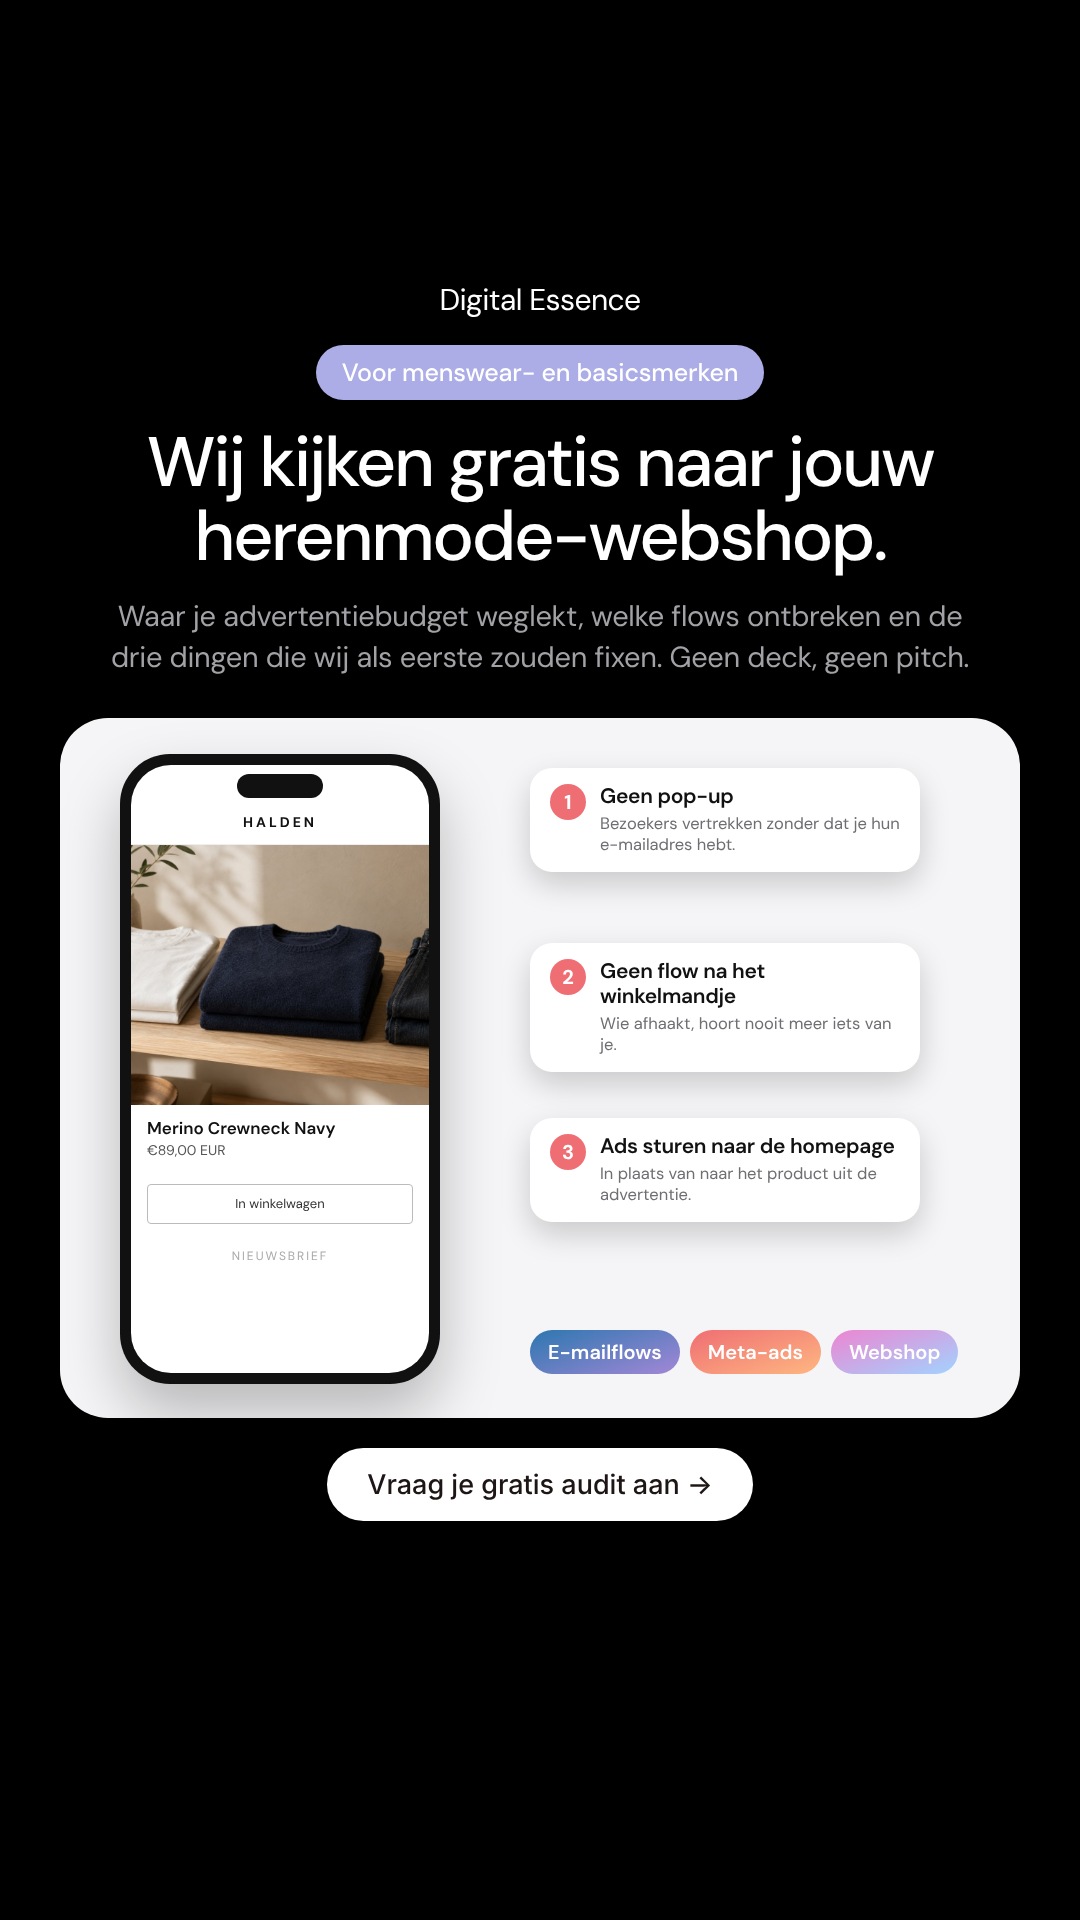 Digital Essence
Voor menswear- en basicsmerken
Wij kijken gratis naar jouw
herenmode-webshop.
Waar je advertentiebudget weglekt, welke flows ontbreken en de
drie dingen die wij als eerste zouden fixen. Geen deck, geen pitch.
HALDEN
Merino Crewneck Navy
€89,00 EUR
In winkelwagen
NIEUWSBRIEF
1 Geen pop-up
Bezoekers vertrekken zonder dat je hun
e-mailadres hebt.
2 Geen flow na het
winkelmandje
Wie afhaakt, hoort nooit meer iets van
je.
3 Ads sturen naar de homepage
In plaats van naar het product uit de
advertentie.
E-mailflows Meta-ads Webshop
Vraag je gratis audit aan →